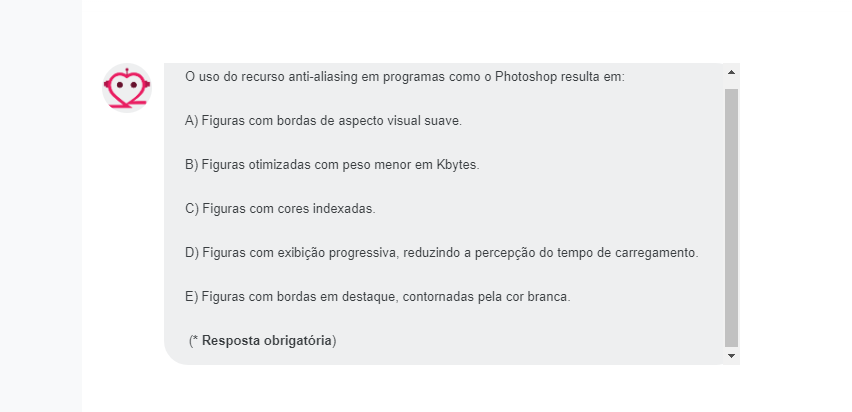 O uso do recurso anti-aliasing em programas como o Photoshop resulta em:
A) Figuras com bordas de aspecto visual suave.
B) Figuras otimizadas com peso menor em Kbytes.
C) Figuras com cores indexadas.
D) Figuras com exibição progressiva, reduzindo a percepção do tempo de carregamento.
E) Figuras com bordas em destaque, contornadas pela cor branca.
(* Resposta obrigatória)